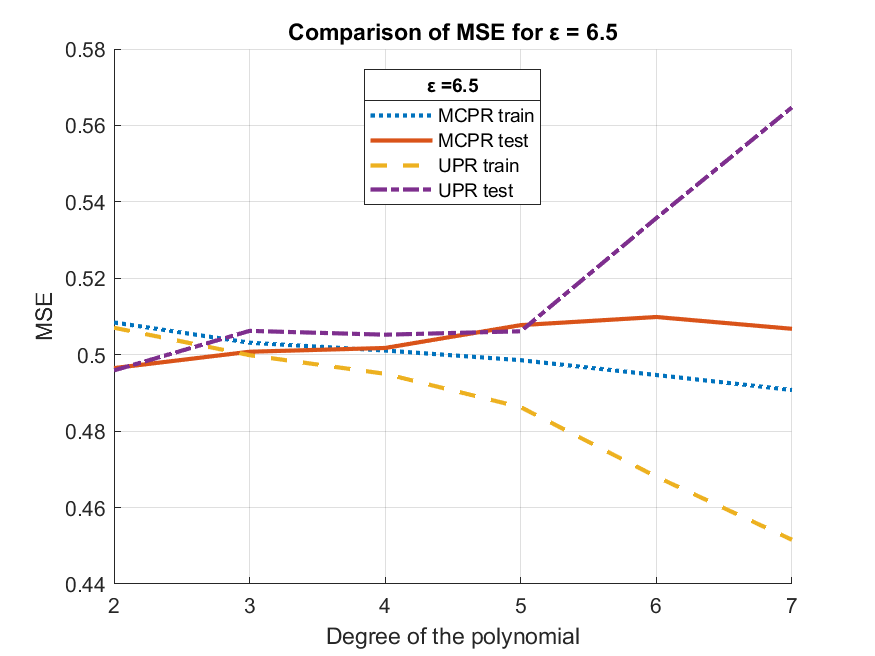 Comparison of MSE for ε = 6.5
0.58
0.56
0.54
0.52
0.5
0.48
0.46
0.44
MSE
ε =6.5
MCPR train
MCPR test
UPR train
UPR test
2 3 4 5 6 7
Degree of the polynomial